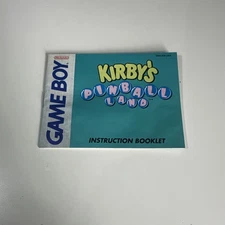 GAME BOY
KIRBY'S
PINBALL
LAND
INSTRUCTION BOOKLET